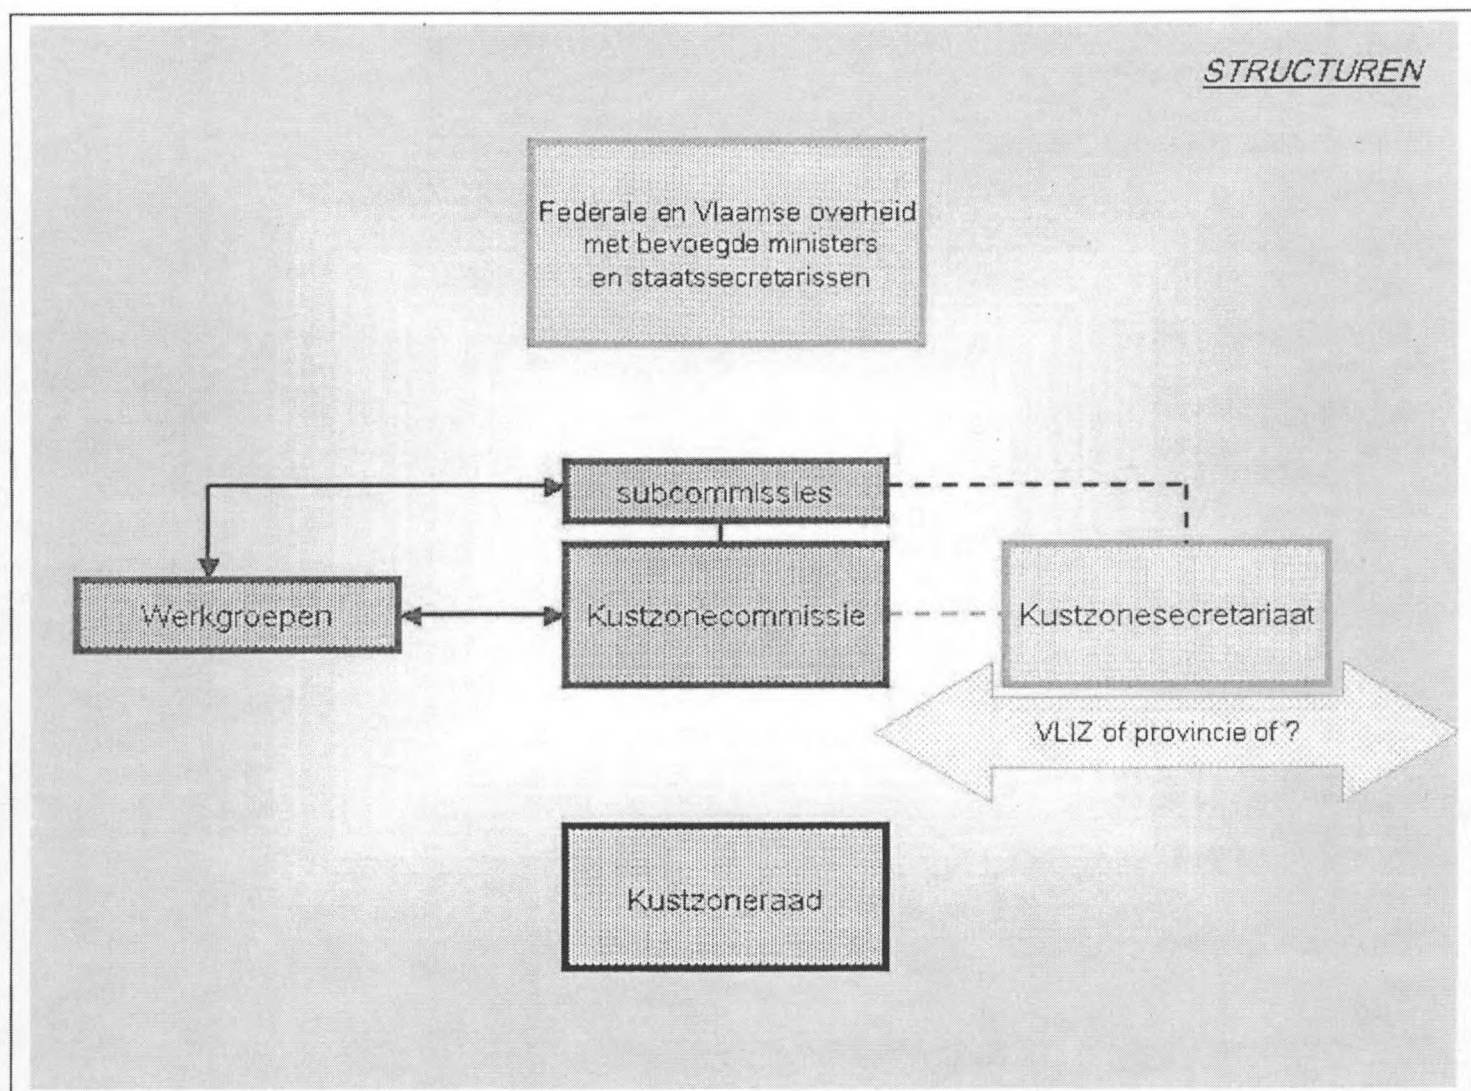 STRUCTUREN
Federale en Vlaamse overheid
met bevoegde ministers
en staatssecretarissen
subcommissies
Werkgroepen
Kustzonecommissie
Kustzonesecretariaat
VLIZ of provincie of ?
Kustzoneraad